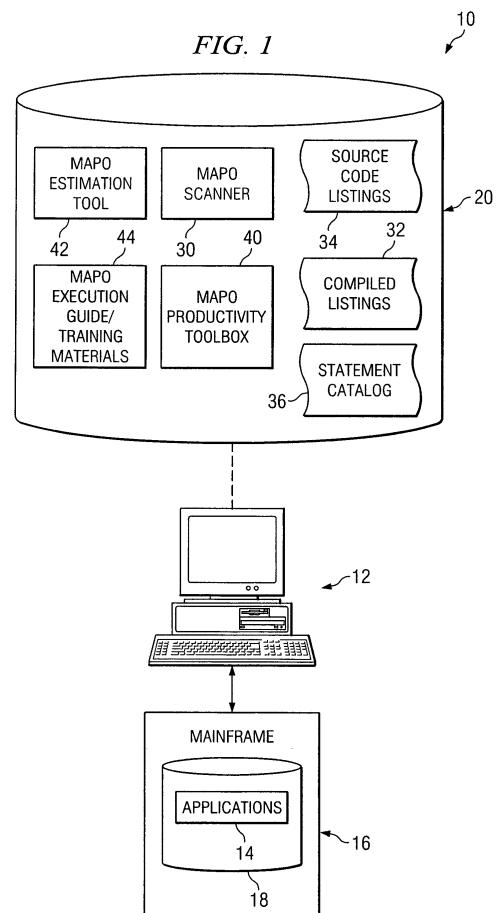 FIG. 1
10
MAPO
ESTIMATION
TOOL
MAPO
SCANNER
SOURCE
CODE
LISTINGS
20
42
44
30
40
34
32
MAPO
EXECUTION
GUIDE/
TRAINING
MATERIALS
MAPO
PRODUCTIVITY
TOOLBOX
COMPILED
LISTINGS
STATEMENT
CATALOG
36
12
MAINFRAME
APPLICATIONS
14
16
18